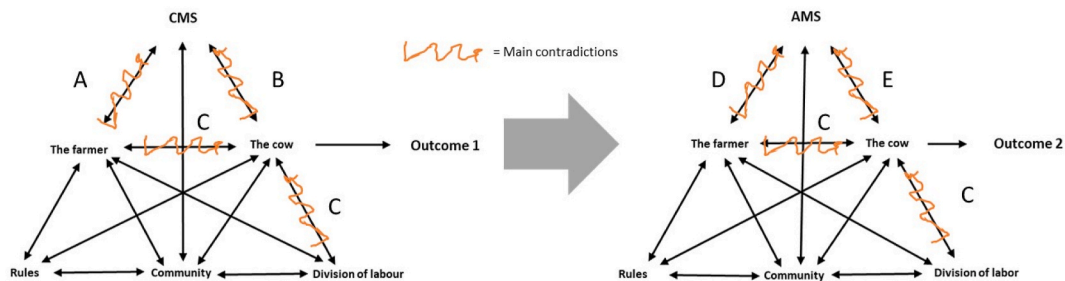 CMS
AMS
= Main contradictions
A
B
D
E
C
C
The farmer
The cow
Outcome 1
The farmer
The cow
Outcome 2
C
C
Rules
Community
Division of labour
Rules
Community
Division of labor